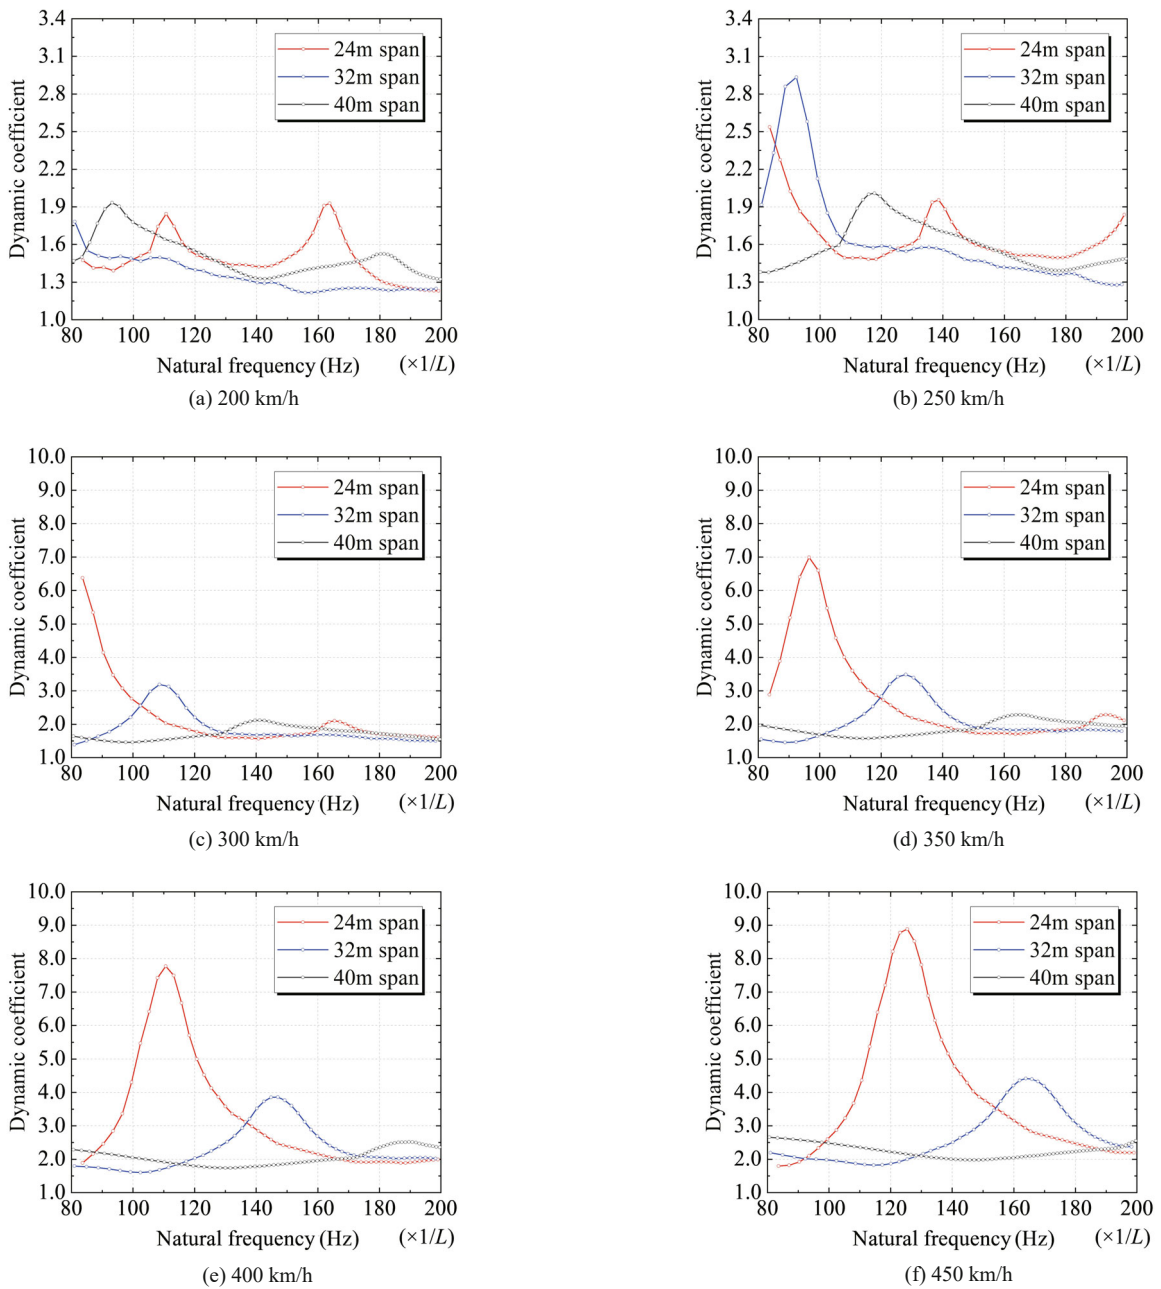 Dynamic coefficient
3.4
3.1
2.8
2.5
2.2
1.9
1.6
1.3
1.0
24m span
32m span
40m span
80 100 120 140 160 180 200
Natural frequency (Hz) (×1/L)
(a) 200 km/h
Dynamic coefficient
3.4
3.1
2.8
2.5
2.2
1.9
1.6
1.3
1.0
24m span
32m span
40m span
80 100 120 140 160 180 200
Natural frequency (Hz) (×1/L)
(b) 250 km/h
Dynamic coefficient
10.0
9.0
8.0
7.0
6.0
5.0
4.0
3.0
2.0
1.0
24m span
32m span
40m span
80 100 120 140 160 180 200
Natural frequency (Hz) (×1/L)
(c) 300 km/h
Dynamic coefficient
10.0
9.0
8.0
7.0
6.0
5.0
4.0
3.0
2.0
1.0
24m span
32m span
40m span
80 100 120 140 160 180 200
Natural frequency (Hz) (×1/L)
(d) 350 km/h
Dynamic coefficient
10.0
9.0
8.0
7.0
6.0
5.0
4.0
3.0
2.0
1.0
24m span
32m span
40m span
80 100 120 140 160 180 200
Natural frequency (Hz) (×1/L)
(e) 400 km/h
Dynamic coefficient
10.0
9.0
8.0
7.0
6.0
5.0
4.0
3.0
2.0
1.0
24m span
32m span
40m span
80 100 120 140 160 180 200
Natural frequency (Hz) (×1/L)
(f) 450 km/h